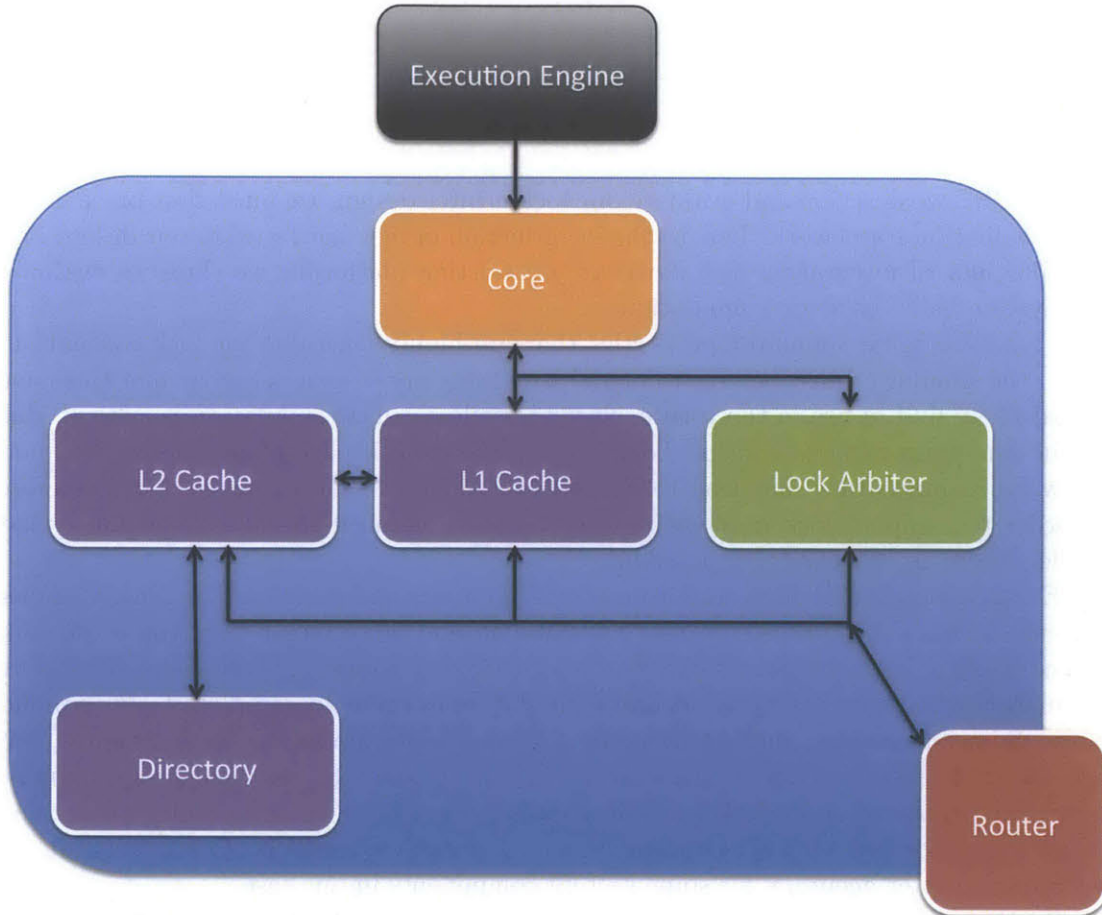 Execution Engine
Core
L2 Cache
L1 Cache
Lock Arbiter
Directory
Router